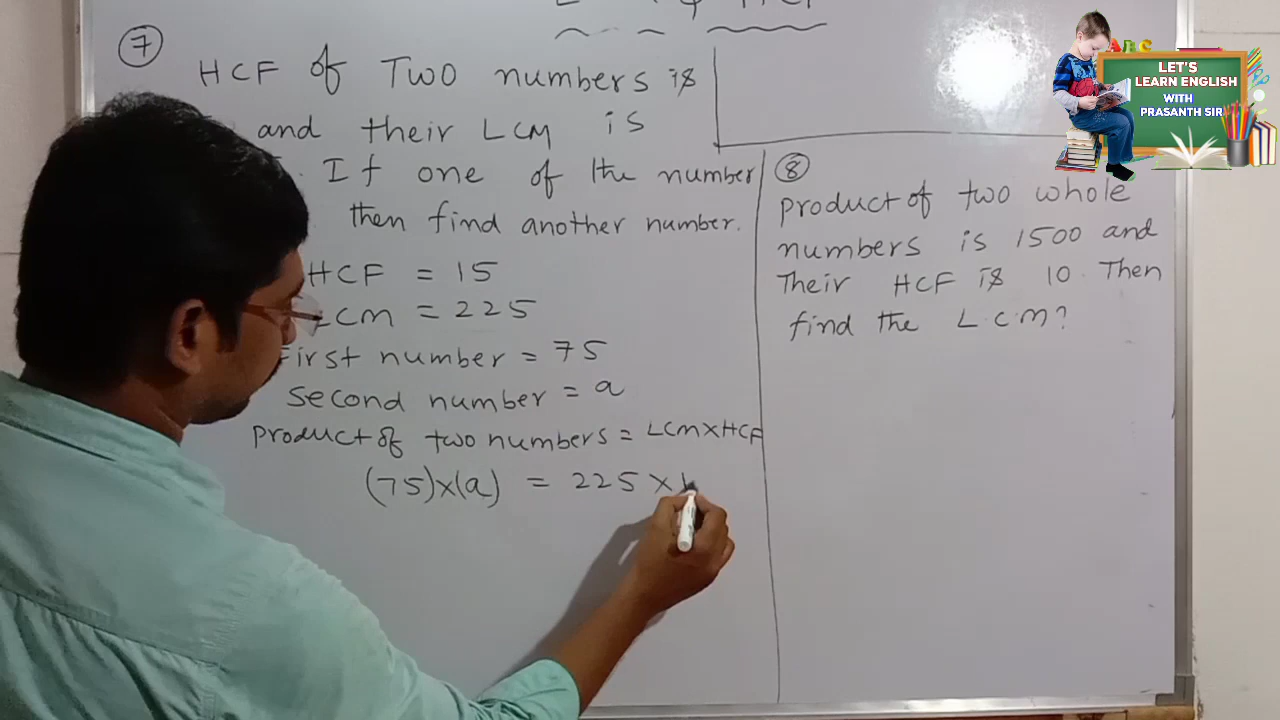 7
HCF of Two numbers is
and their LCM is
. If one of the number
then find another number.
HCF = 15
LCM = 225
First number = 75
Second number = a
Product of two numbers = LCM x HCF
(75)x(a) = 225 x
8
product of two whole
numbers is 1500 and
Their HCF is 10. Then
find the L.C.M?
ABC
LET'S
LEARN ENGLISH
WITH
PRASANTH SIR